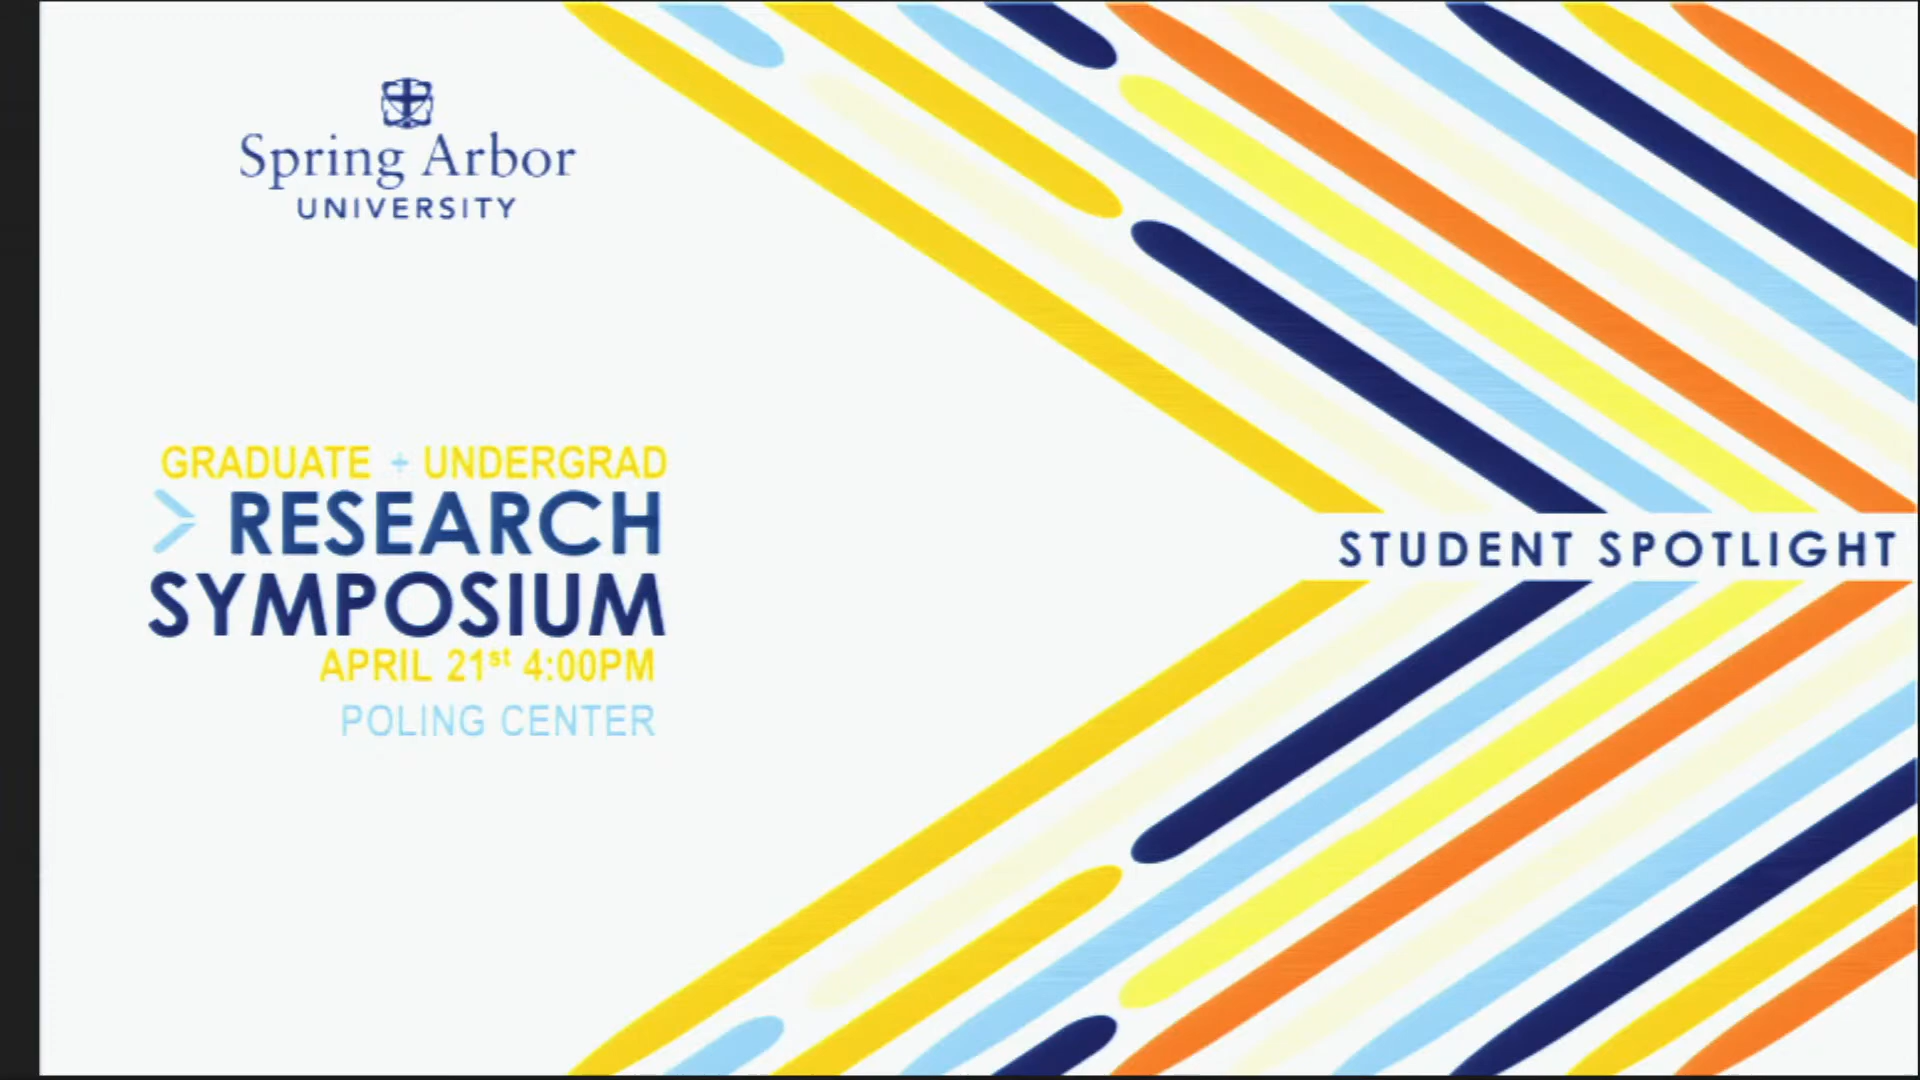 Spring Arbor
UNIVERSITY
GRADUATE + UNDERGRAD
> RESEARCH
SYMPOSIUM
APRIL 21st 4:00PM
POLING CENTER
STUDENT SPOTLIGHT